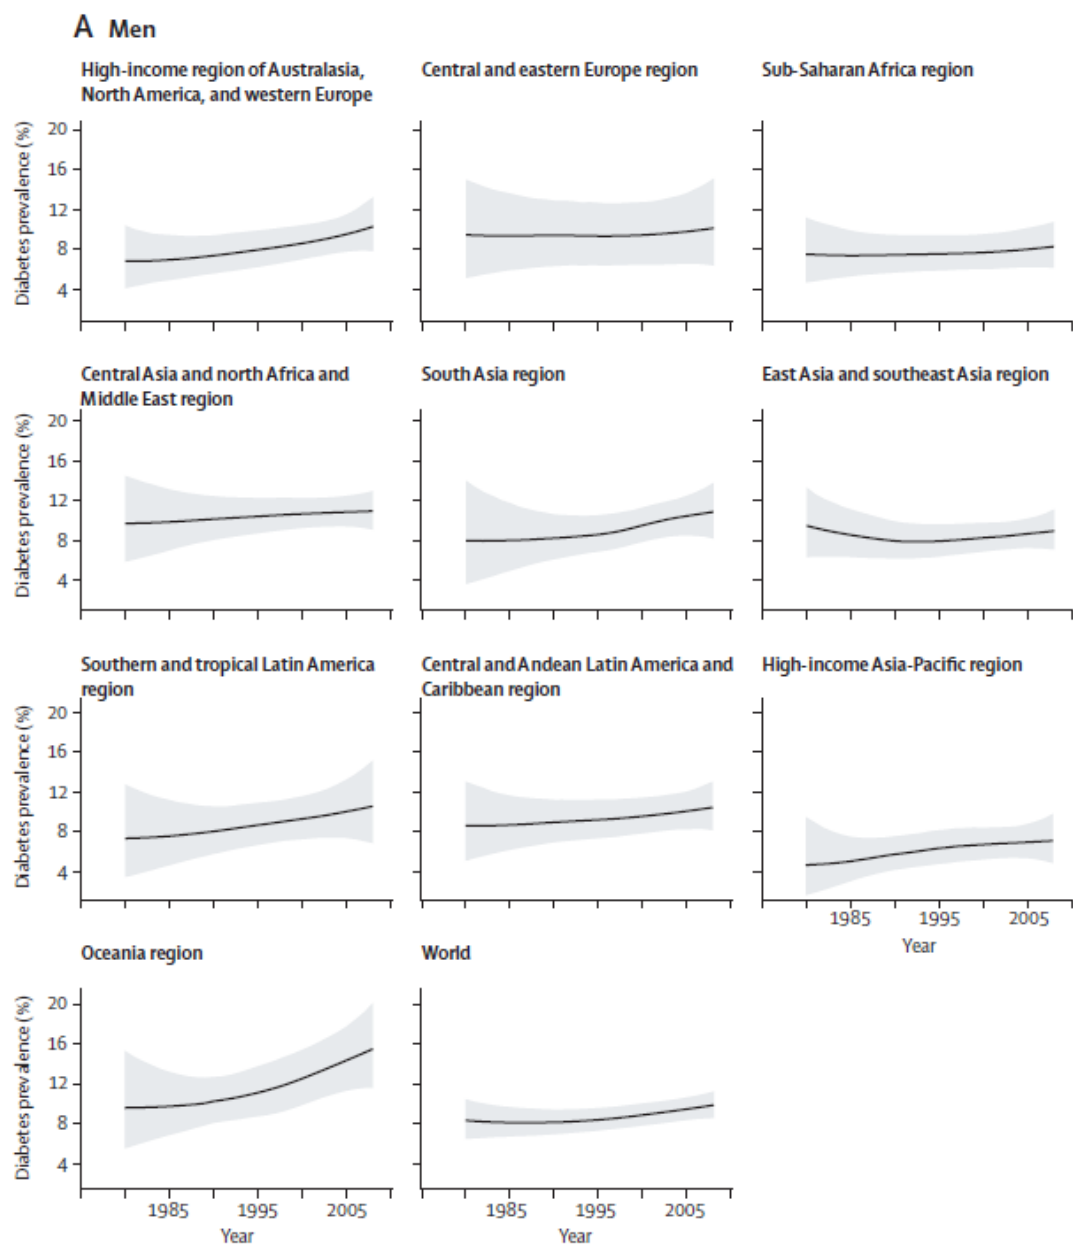 A Men
High-income region of Australasia,
North America, and western Europe
Central and eastern Europe region
Sub-Saharan Africa region
Diabetes prevalence (%)
20
16
12
8
4
Central Asia and north Africa and
Middle East region
South Asia region
East Asia and southeast Asia region
Diabetes prevalence (%)
20
16
12
8
4
Southern and tropical Latin America
region
Central and Andean Latin America and
Caribbean region
High-income Asia-Pacific region
Diabetes prevalence (%)
20
16
12
8
4
1985 1995 2005
Year
Oceania region
World
Diabetes prevalence (%)
20
16
12
8
4
1985 1995 2005
Year
1985 1995 2005
Year